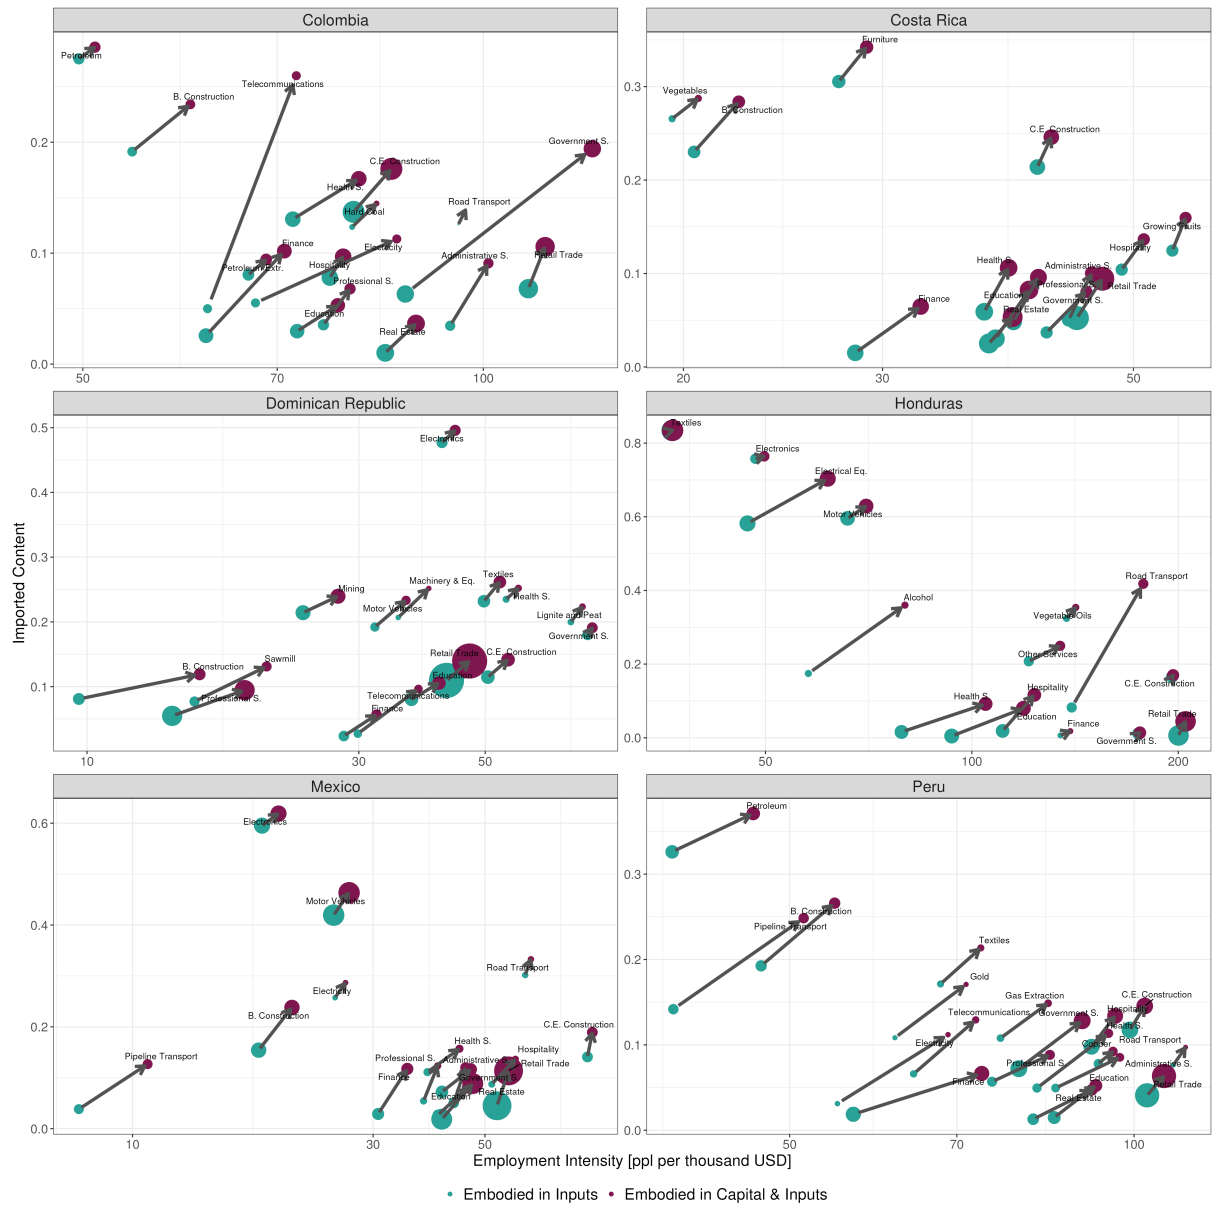 Colombia
Costa Rica
Petroleum
B. Construction
Telecommunications
Government S.
C.E. Construction
Health S.
Hard Coal
Road Transport
Finance
Electricity
Petroleum Extr.
Hospitality
Administrative S.
Retail Trade
Professional S.
Education
Real Estate
0.2
0.1
0.0
50
70
100
Furniture
Vegetables
B. Construction
C.E. Construction
Growing Fruits
Hospitality
Health S.
Administrative S.
Professional S.
Retail Trade
Education
Government S.
Real Estate
Finance
0.3
0.2
0.1
0.0
20
30
50
Dominican Republic
Honduras
Electronics
Mining
Machinery & Eq.
Textiles
Motor Vehicles
Health S.
Lignite and Peat
Government S.
B. Construction
Sawmill
Retail Trade
C.E. Construction
Education
Professional S.
Telecommunications
Finance
0.5
0.4
0.3
0.2
0.1
10
30
50
Textiles
Electronics
Electrical Eq.
Motor Vehicles
Road Transport
Alcohol
Vegetable Oils
Other Services
C.E. Construction
Health S.
Hospitality
Education
Finance
Retail Trade
Government S.
0.8
0.6
0.4
0.2
0.0
50
100
200
Mexico
Peru
Electronics
Motor Vehicles
Road Transport
Electricity
B. Construction
C.E. Construction
Pipeline Transport
Health S.
Professional S.
Hospitality
Administrative S.
Retail Trade
Finance
Government S.
Real Estate
Education
0.6
0.4
0.2
0.0
10
30
50
Petroleum
B. Construction
Pipeline Transport
Textiles
Gold
Gas Extraction
C.E. Construction
Telecommunications
Government S.
Hospitality
Health S.
Electricity
Copper
Road Transport
Professional S.
Administrative S.
Finance
Education
Retail Trade
Real Estate
0.3
0.2
0.1
0.0
50
70
100
Imported Content
Employment Intensity [ppl per thousand USD]
Embodied in Inputs
Embodied in Capital & Inputs